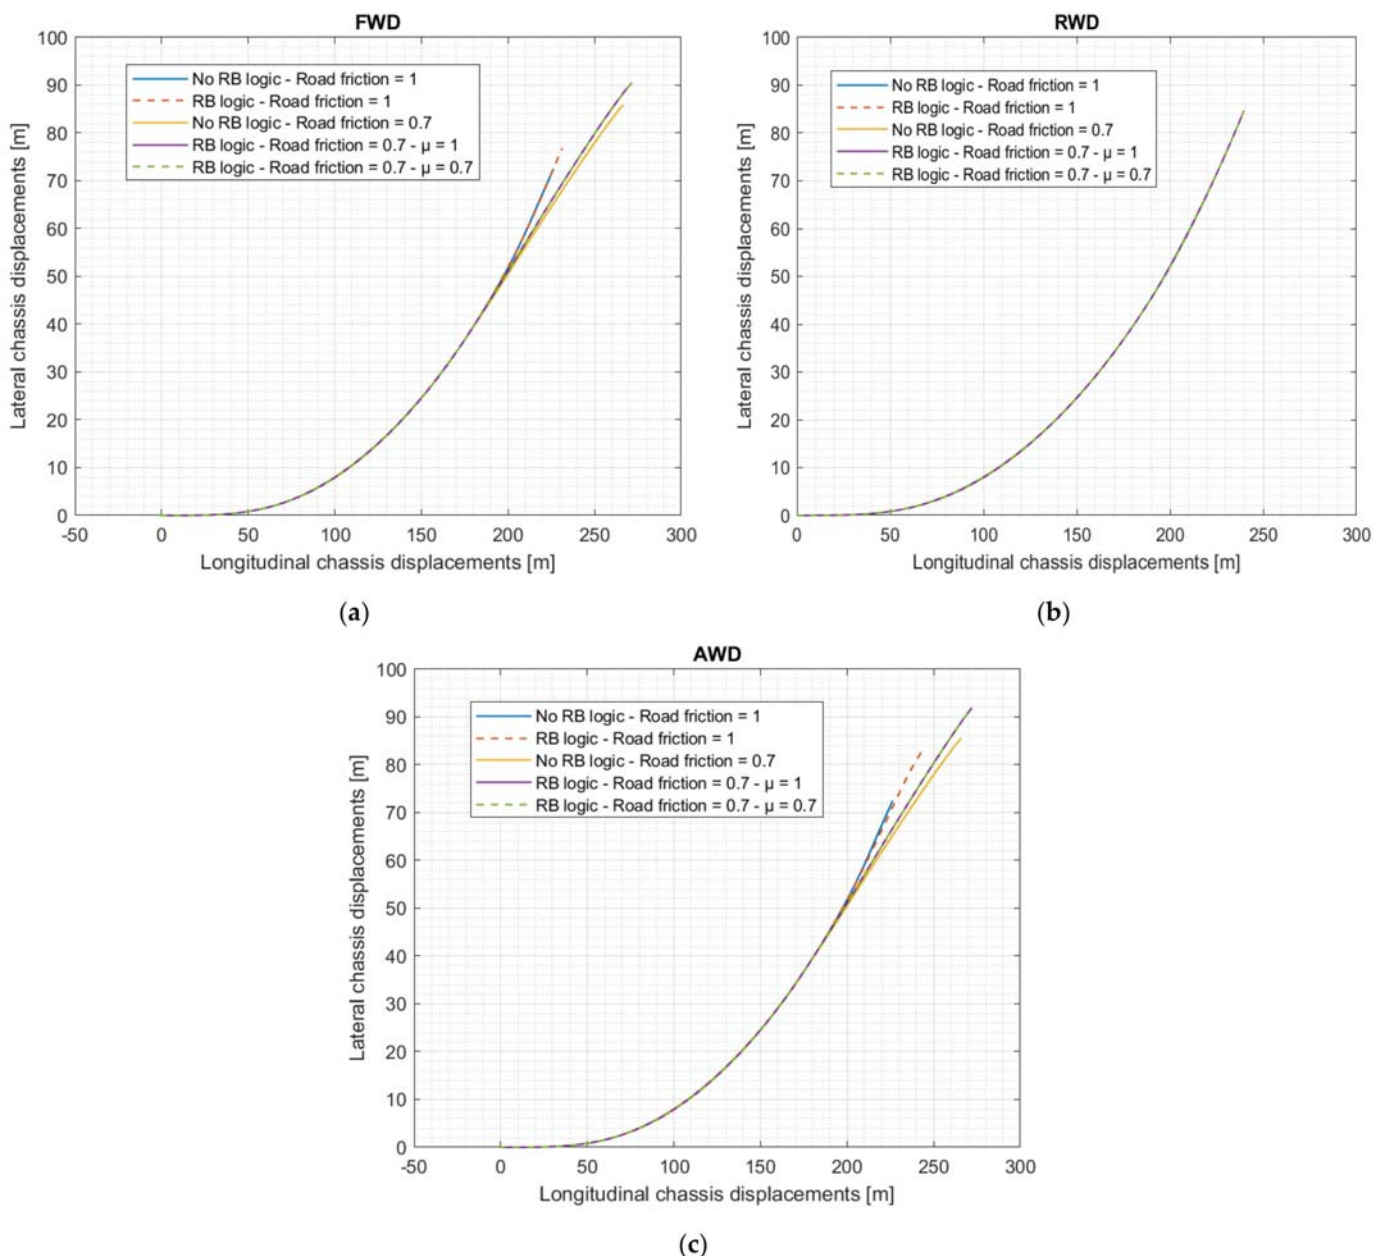 FWD
100
90
80
70
60
50
40
30
20
10
0
-50 0 50 100 150 200 250 300
Lateral chassis displacements [m]
Longitudinal chassis displacements [m]
No RB logic - Road friction = 1
RB logic - Road friction = 1
No RB logic - Road friction = 0.7
RB logic - Road friction = 0.7 - μ = 1
RB logic - Road friction = 0.7 - μ = 0.7
(a)
RWD
100
90
80
70
60
50
40
30
20
10
0
0 50 100 150 200 250 300
Lateral chassis displacements [m]
Longitudinal chassis displacements [m]
No RB logic - Road friction = 1
RB logic - Road friction = 1
No RB logic - Road friction = 0.7
RB logic - Road friction = 0.7 - μ = 1
RB logic - Road friction = 0.7 - μ = 0.7
(b)
AWD
100
90
80
70
60
50
40
30
20
10
0
-50 0 50 100 150 200 250 300
Lateral chassis displacements [m]
Longitudinal chassis displacements [m]
No RB logic - Road friction = 1
RB logic - Road friction = 1
No RB logic - Road friction = 0.7
RB logic - Road friction = 0.7 - μ = 1
RB logic - Road friction = 0.7 - μ = 0.7
(c)